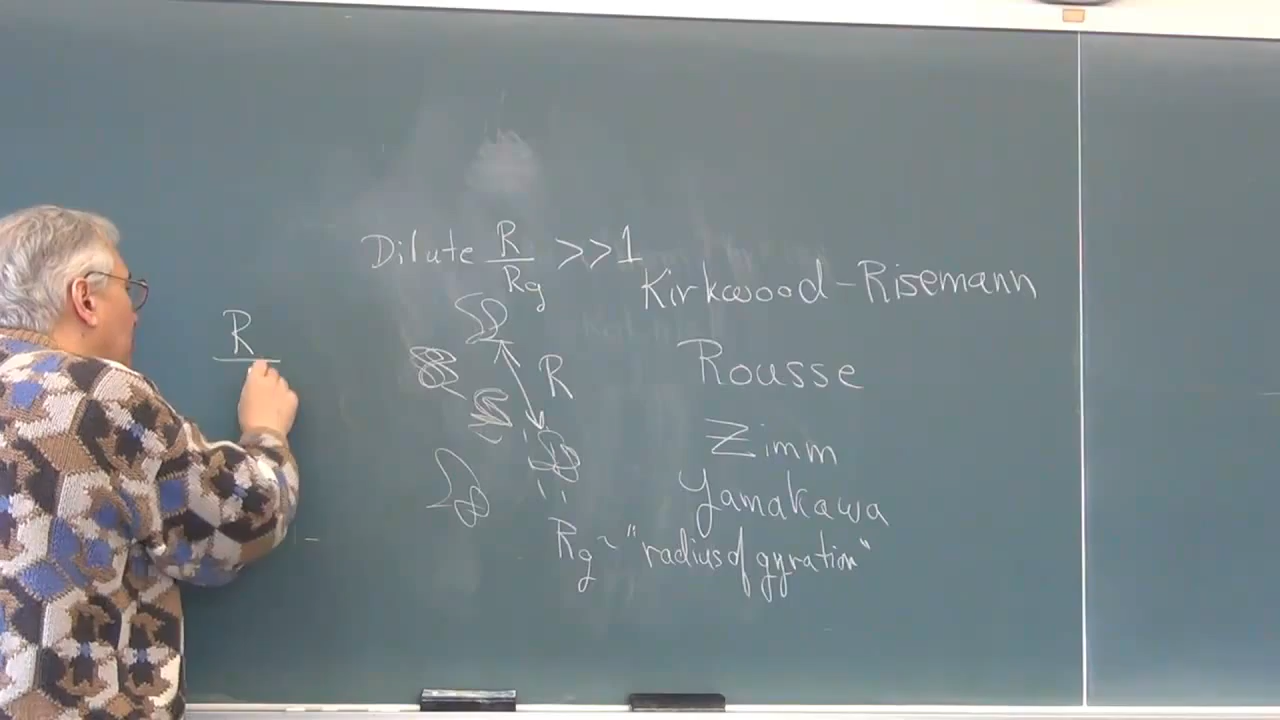 Dilute R/Rg >>1
Kirkwood-Risemann
R
R
Rousse
Zimm
Yamakawa
Rg ~ "radius of gyration"